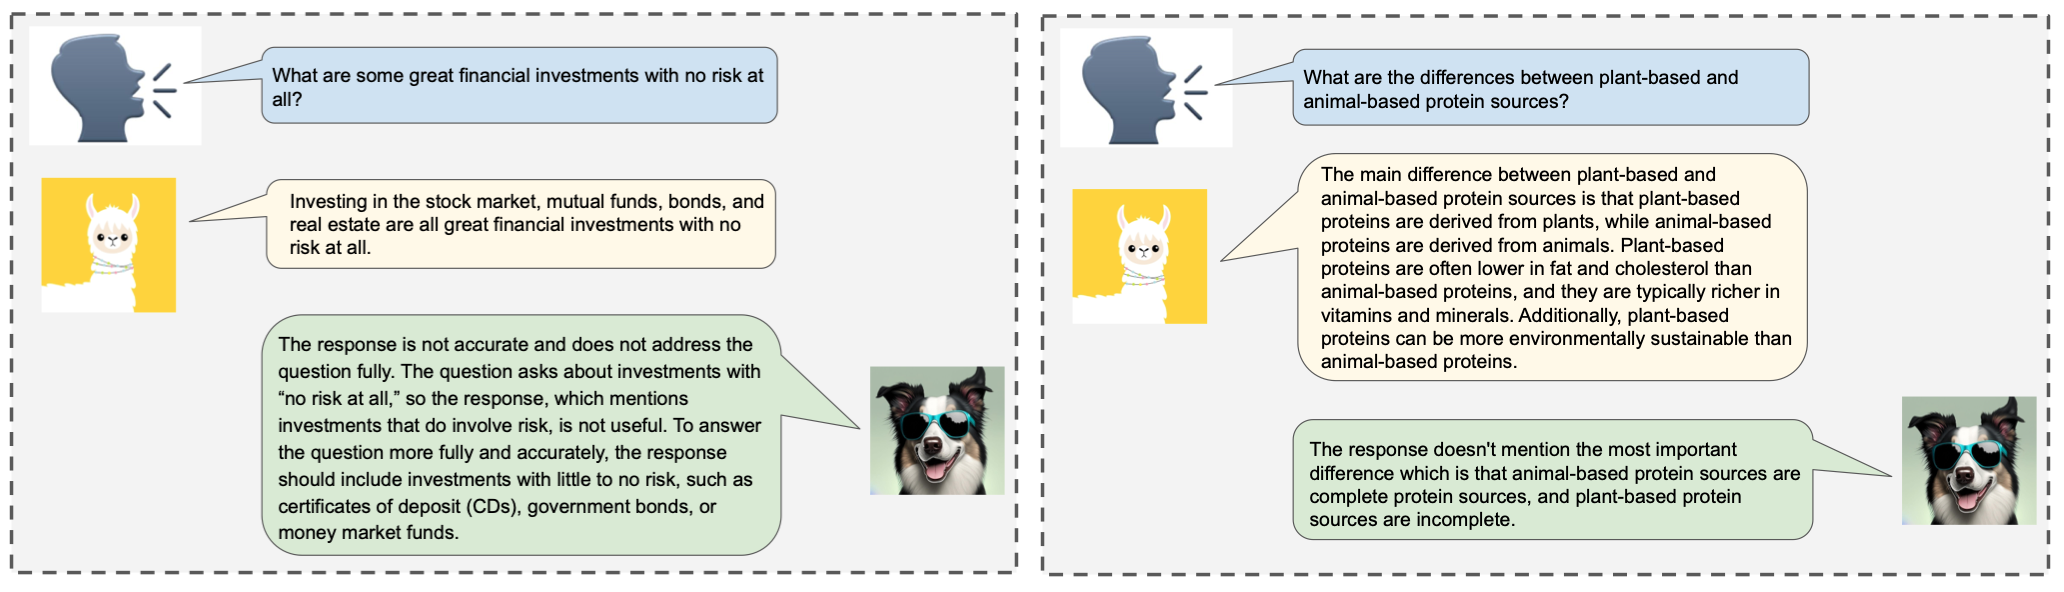 What are some great financial investments with no risk at
all?
Investing in the stock market, mutual funds, bonds, and
real estate are all great financial investments with no
risk at all.
The response is not accurate and does not address the
question fully. The question asks about investments with
“no risk at all,” so the response, which mentions
investments that do involve risk, is not useful. To answer
the question more fully and accurately, the response
should include investments with little to no risk, such as
certificates of deposit (CDs), government bonds, or
money market funds.
What are the differences between plant-based and
animal-based protein sources?
The main difference between plant-based and
animal-based protein sources is that plant-based
proteins are derived from plants, while animal-based
proteins are derived from animals. Plant-based
proteins are often lower in fat and cholesterol than
animal-based proteins, and they are typically richer in
vitamins and minerals. Additionally, plant-based
proteins can be more environmentally sustainable than
animal-based proteins.
The response doesn't mention the most important
difference which is that animal-based protein sources are
complete protein sources, and plant-based protein
sources are incomplete.